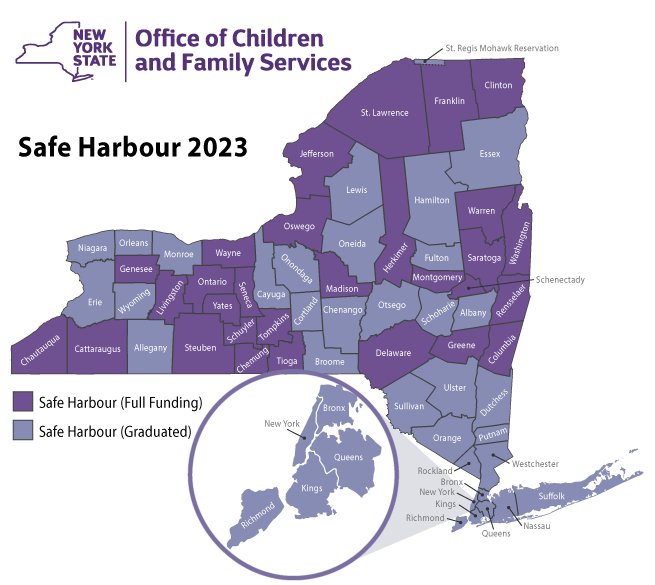 NEW
YORK
STATE
Office of Children
and Family Services
St. Regis Mohawk Reservation
Safe Harbour 2023
Clinton
Franklin
St. Lawrence
Jefferson
Essex
Lewis
Hamilton
Warren
Washington
Oswego
Oneida
Herkimer
Saratoga
Fulton
Niagara
Orleans
Monroe
Wayne
Genesee
Onondaga
Montgomery
Schenectady
Erie
Wyoming
Livingston
Ontario
Yates
Seneca
Cayuga
Madison
Cortland
Chenango
Otsego
Schoharie
Albany
Rensselaer
Chautauqua
Cattaraugus
Allegany
Steuben
Schuyler
Tompkins
Chemung
Tioga
Broome
Delaware
Greene
Columbia
Safe Harbour (Full Funding)
Safe Harbour (Graduated)
Sullivan
Ulster
Dutchess
Orange
Putnam
Rockland
Westchester
Bronx
New York
Kings
Richmond
Queens
Nassau
Suffolk
Bronx
New York
Queens
Kings
Richmond